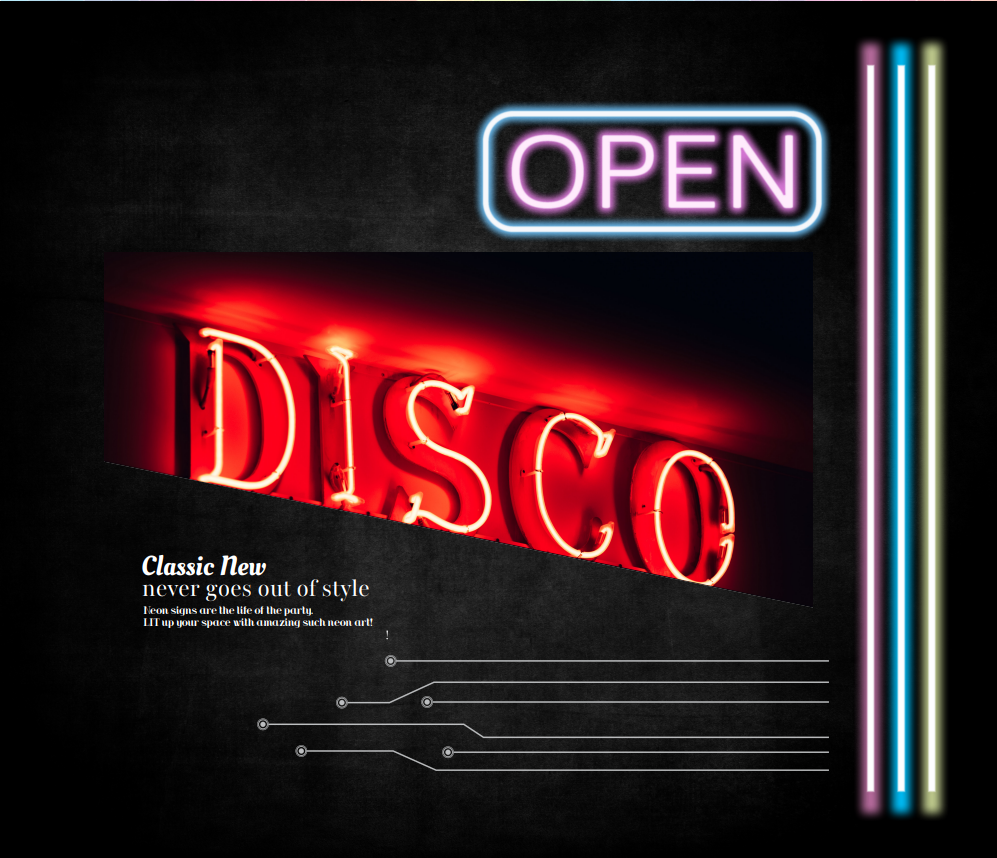 OPEN
DISCO
Classic New
never goes out of style
Neon signs are the life of the party.
LIT up your space with amazing such neon art!
!